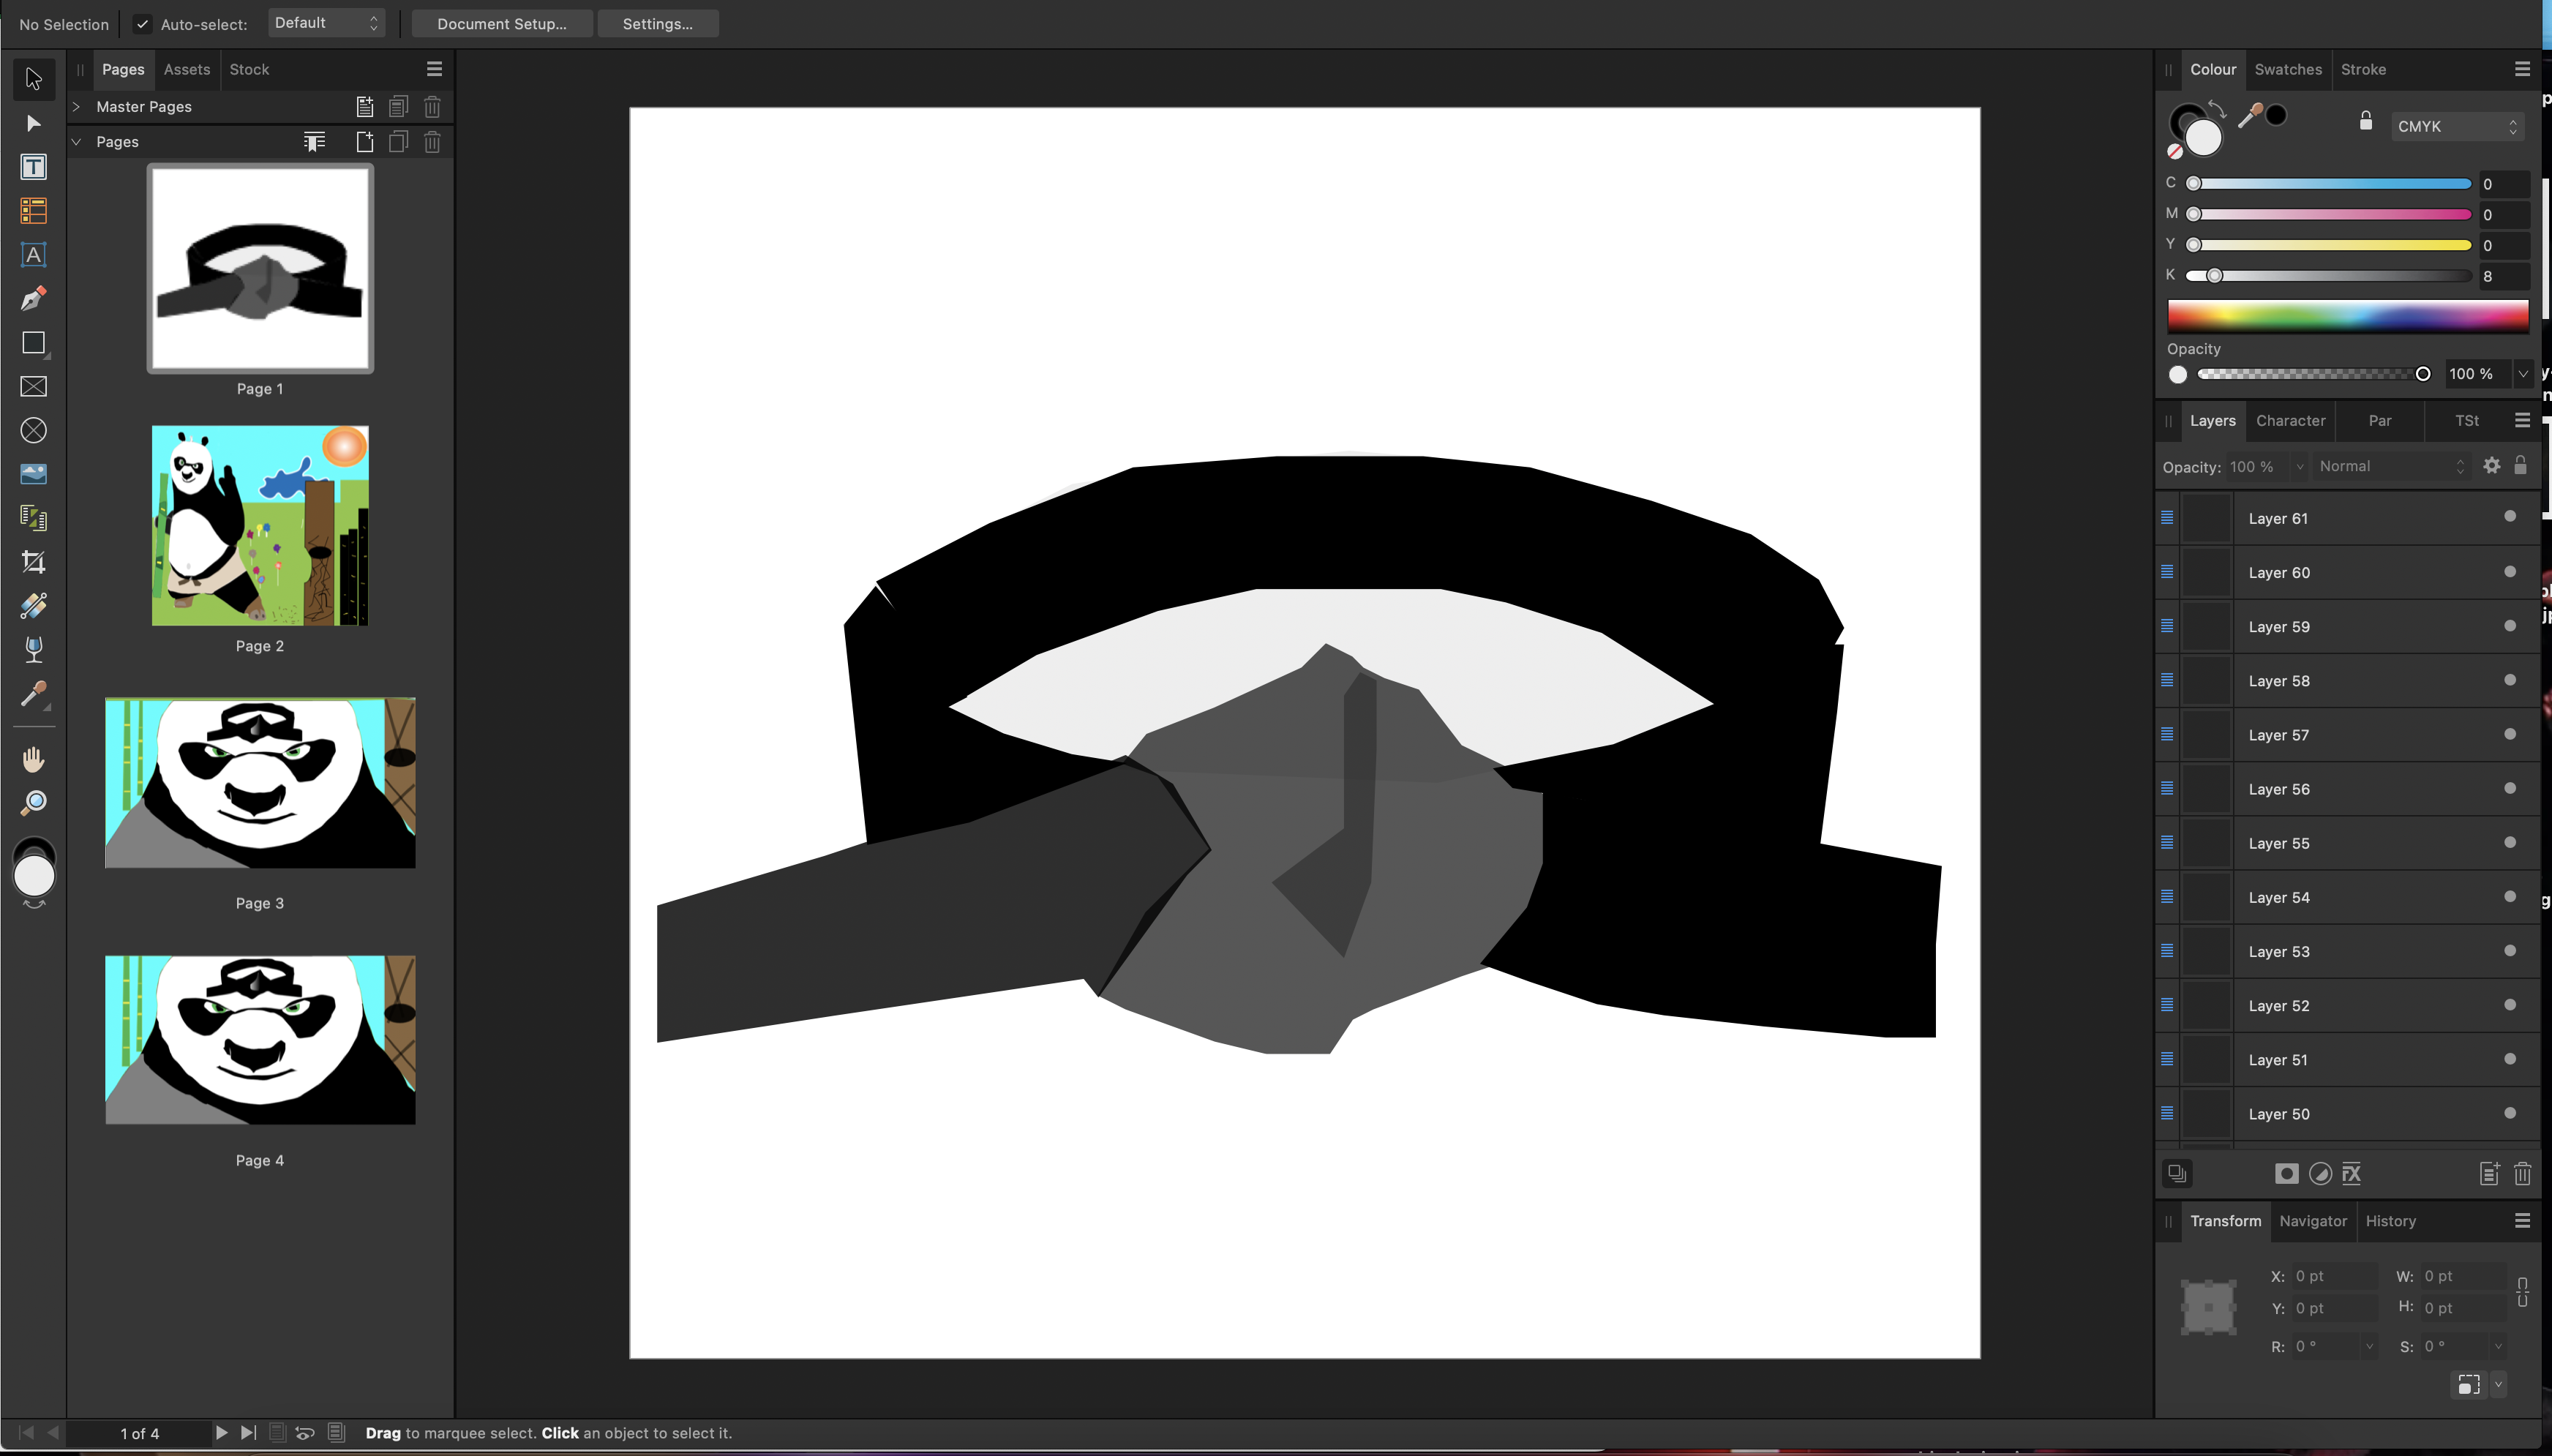 No Selection
Auto-select:
Default
Document Setup...
Settings...
Pages
Assets
Stock
Master Pages
Pages
Page 1
Page 2
Page 3
Page 4
Colour
Swatches
Stroke
CMYK
C
0
M
0
Y
0
K
8
Opacity
100 %
Layers
Character
Par
TSt
Opacity: 100 %
Normal
Layer 61
Layer 60
Layer 59
Layer 58
Layer 57
Layer 56
Layer 55
Layer 54
Layer 53
Layer 52
Layer 51
Layer 50
Transform
Navigator
History
X: 0 pt
W: 0 pt
Y: 0 pt
H: 0 pt
R: 0 °
S: 0 °
1 of 4
Drag to marquee select. Click an object to select it.